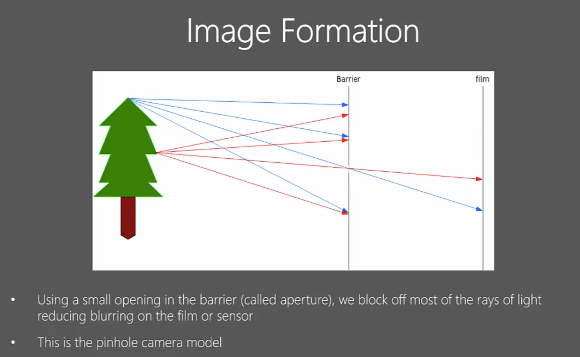 Image Formation
Barrier
film
• Using a small opening in the barrier (called aperture), we block off most of the rays of light
reducing blurring on the film or sensor
• This is the pinhole camera model